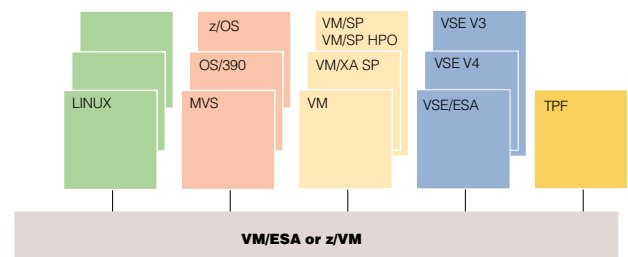 LINUX
z/OS
OS/390
MVS
VM/SP
VM/SP HPO
VM/XA SP
VM
VSE V3
VSE V4
VSE/ESA
TPF
VM/ESA or z/VM